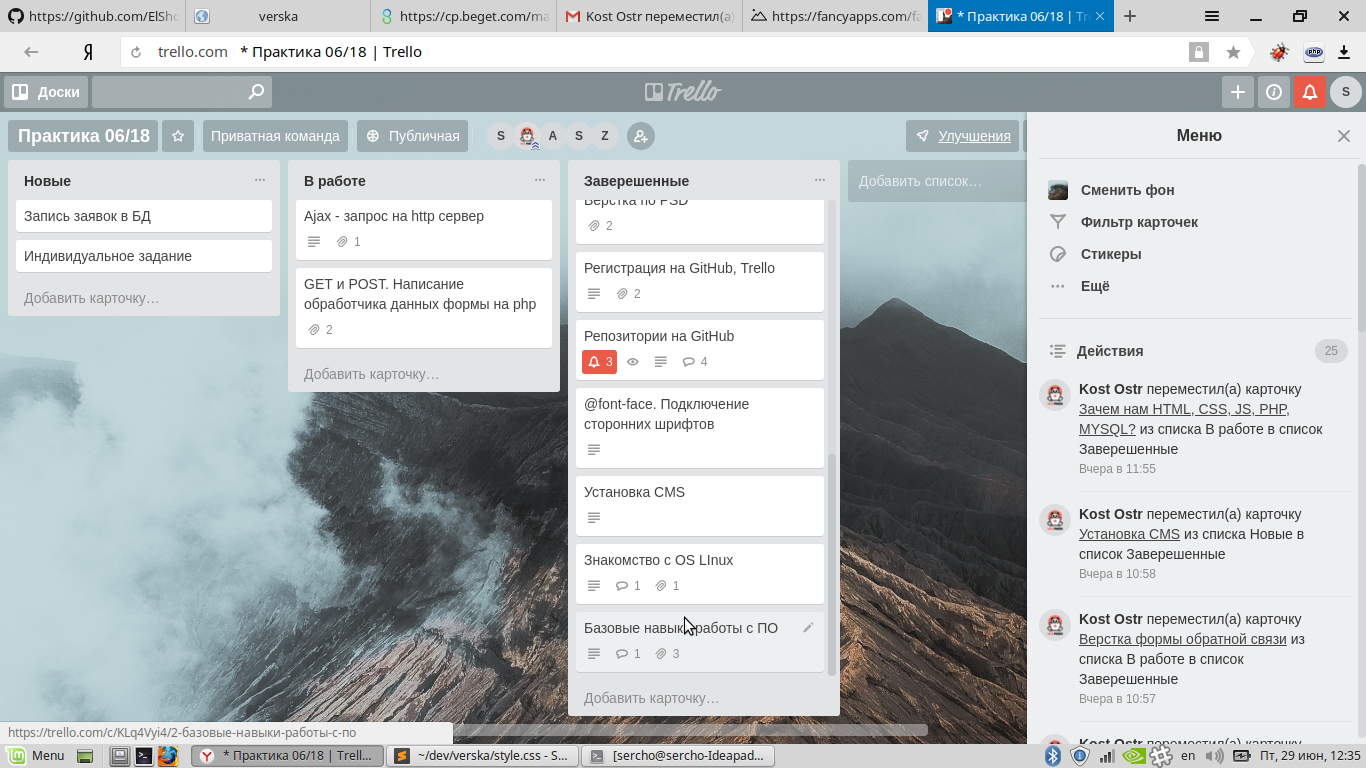 https://github.com/ElSho
verska
https://cp.beget.com/ma
Kost Ostr переместил(а)
https://fancyapps.com/fa
* Практика 06/18 | Tr
trello.com * Практика 06/18 | Trello
Доски
Trello
S
Практика 06/18
Приватная команда
Публичная
S A S Z
Улучшения
Новые
Запись заявок в БД
Индивидуальное задание
Добавить карточку…
В работе
Ajax - запрос на http сервер
1
GET и POST. Написание
обработчика данных формы на php
2
Добавить карточку…
Заверешенные
Верстка по PSD
2
Регистрация на GitHub, Trello
2
Репозитории на GitHub
3 4
@font-face. Подключение
сторонних шрифтов
Установка CMS
Знакомство с OS LInux
1 1
Базовые навыки работы с ПО
1 3
Добавить карточку…
Добавить список…
Меню
Сменить фон
Фильтр карточек
Стикеры
Ещё
Действия 25
Kost Ostr переместил(а) карточку
Зачем нам HTML, CSS, JS, PHP,
MYSQL? из списка В работе в список
Заверешенные
Вчера в 11:55
Kost Ostr переместил(а) карточку
Установка CMS из списка Новые в
список Заверешенные
Вчера в 10:58
Kost Ostr переместил(а) карточку
Верстка формы обратной связи из
списка В работе в список
Заверешенные
Вчера в 10:57
https://trello.com/c/KLq4Vyi4/2-базовые-навыки-работы-с-по
Menu
* Практика 06/18 | Trell...
~/dev/verska/style.css - S...
[sercho@sercho-Ideapad...
en
Пт, 29 июн, 12:35